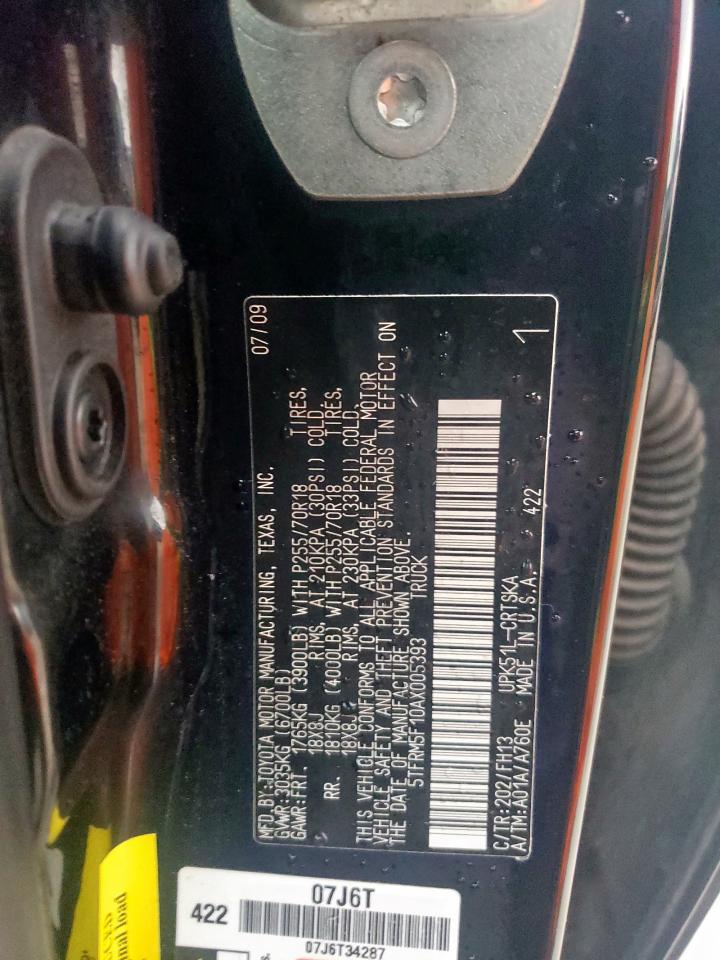 MFD.BY:TOYOTA MOTOR MANUFACTURING, TEXAS, INC. 07/09
GVWR:3035KG (6700LB)
GAWR:FRT. 1765KG (3900LB) WITH P255/70R18 TIRES,
18X8J RIMS, AT 210KPA (30PSI) COLD,
RR. 1810KG (4000LB) WITH P255/70R18 TIRES,
18X8J RIMS, AT 230KPA (33PSI) COLD,
THIS VEHICLE CONFORMS TO ALL APPLICABLE FEDERAL MOTOR
VEHICLE SAFETY AND THEFT PREVENTION STANDARDS IN EFFECT ON
THE DATE OF MANUFACTURE SHOWN ABOVE.
5TFRM5F10AX005393 TRUCK
C/TR:202/FH13 UPK51L-CRTSKA
A/TM:A01A/A760E MADE IN U.S.A. 422 1
07J6T
422
07J6T34287
load